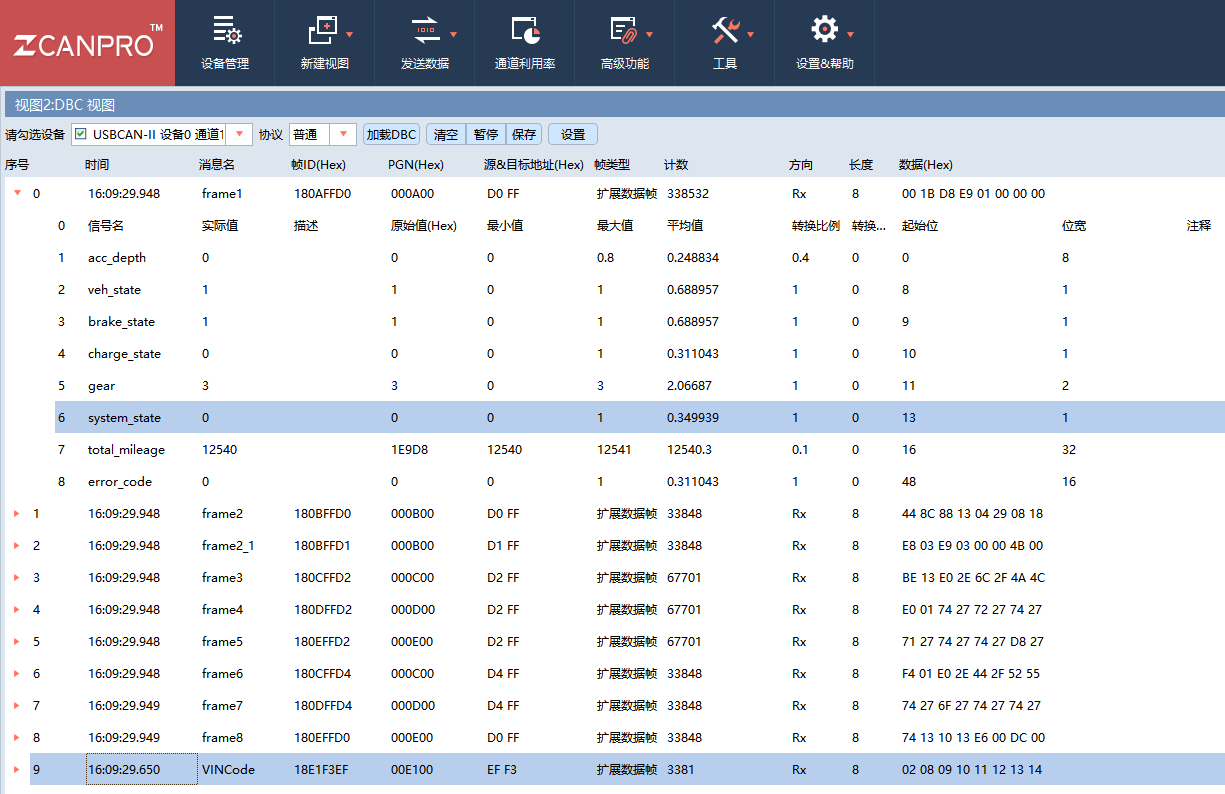 ZCANPRO™
设备管理 新建视图 发送数据 通道利用率 高级功能 工具 设置&帮助
视图2:DBC 视图
请勾选设备 USBCAN-II 设备0 通道1 协议 普通 加载DBC 清空 暂停 保存 设置
序号 时间 消息名 帧ID(Hex) PGN(Hex) 源&目标地址(Hex) 帧类型 计数 方向 长度 数据(Hex)
0 16:09:29.948 frame1 180AFFD0 000A00 D0 FF 扩展数据帧 338532 Rx 8 00 1B D8 E9 01 00 00 00
0 信号名 实际值 描述 原始值(Hex) 最小值 最大值 平均值 转换比例 转换... 起始位 位宽 注释
1 acc_depth 0 0 0 0.8 0.248834 0.4 0 0 8
2 veh_state 1 1 0 1 0.688957 1 0 8 1
3 brake_state 1 1 0 1 0.688957 1 0 9 1
4 charge_state 0 0 0 1 0.311043 1 0 10 1
5 gear 3 3 0 3 2.06687 1 0 11 2
6 system_state 0 0 0 1 0.349939 1 0 13 1
7 total_mileage 12540 1E9D8 12540 12541 12540.3 0.1 0 16 32
8 error_code 0 0 0 1 0.311043 1 0 48 16
1 16:09:29.948 frame2 180BFFD0 000B00 D0 FF 扩展数据帧 33848 Rx 8 44 8C 88 13 04 29 08 18
2 16:09:29.948 frame2_1 180BFFD1 000B00 D1 FF 扩展数据帧 33848 Rx 8 E8 03 E9 03 00 00 4B 00
3 16:09:29.948 frame3 180CFFD2 000C00 D2 FF 扩展数据帧 67701 Rx 8 BE 13 E0 2E 6C 2F 4A 4C
4 16:09:29.948 frame4 180DFFD2 000D00 D2 FF 扩展数据帧 67701 Rx 8 E0 01 74 27 72 27 74 27
5 16:09:29.948 frame5 180EFFD2 000E00 D2 FF 扩展数据帧 67701 Rx 8 71 27 74 27 74 27 D8 27
6 16:09:29.948 frame6 180CFFD4 000C00 D4 FF 扩展数据帧 33848 Rx 8 F4 01 E0 2E 44 2F 52 55
7 16:09:29.949 frame7 180DFFD4 000D00 D4 FF 扩展数据帧 33848 Rx 8 74 27 6F 27 74 27 74 27
8 16:09:29.949 frame8 180EFFD0 000E00 D0 FF 扩展数据帧 33848 Rx 8 74 13 10 13 E6 00 DC 00
9 16:09:29.650 VINCode 18E1F3EF 00E100 EF F3 扩展数据帧 3381 Rx 8 02 08 09 10 11 12 13 14